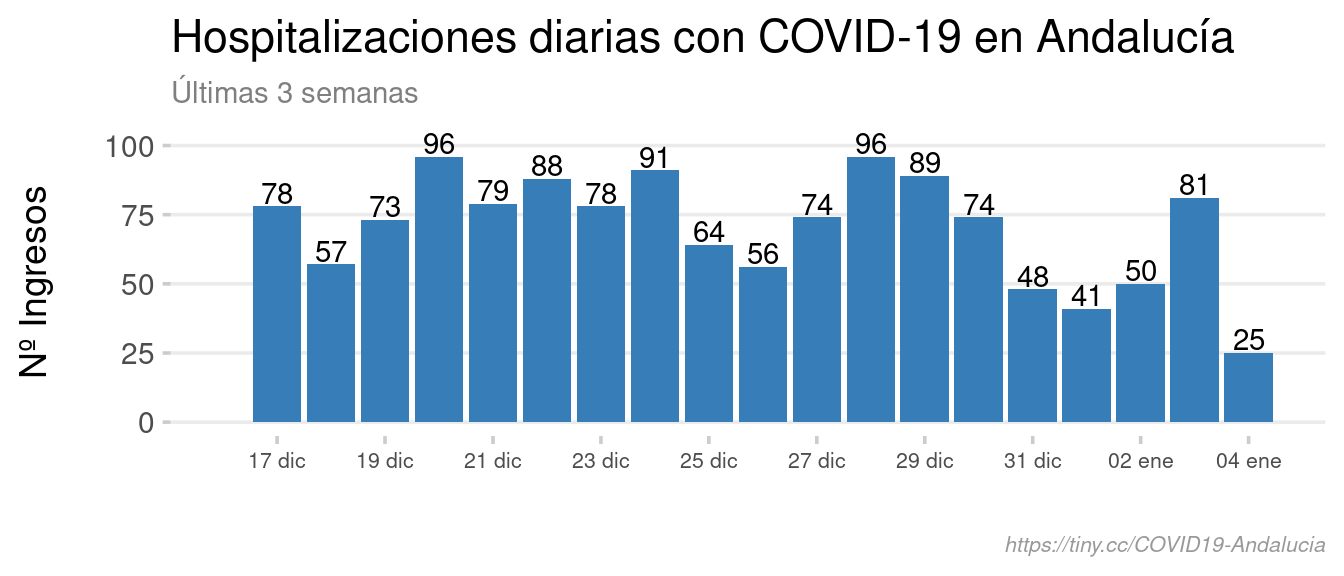 Hospitalizaciones diarias con COVID-19 en Andalucía
Últimas 3 semanas
Nº Ingresos
100
75
50
25
0
78
57
73
96
79
88
78
91
64
56
74
96
89
74
48
41
50
81
25
17 dic
19 dic
21 dic
23 dic
25 dic
27 dic
29 dic
31 dic
02 ene
04 ene
https://tiny.cc/COVID19-Andalucia